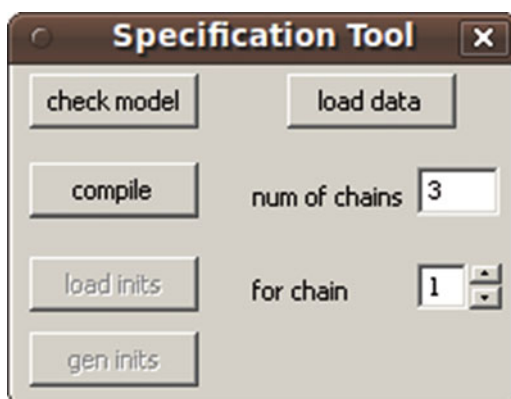 Specification Tool
check model
load data
compile
num of chains 3
load inits
for chain 1
gen inits